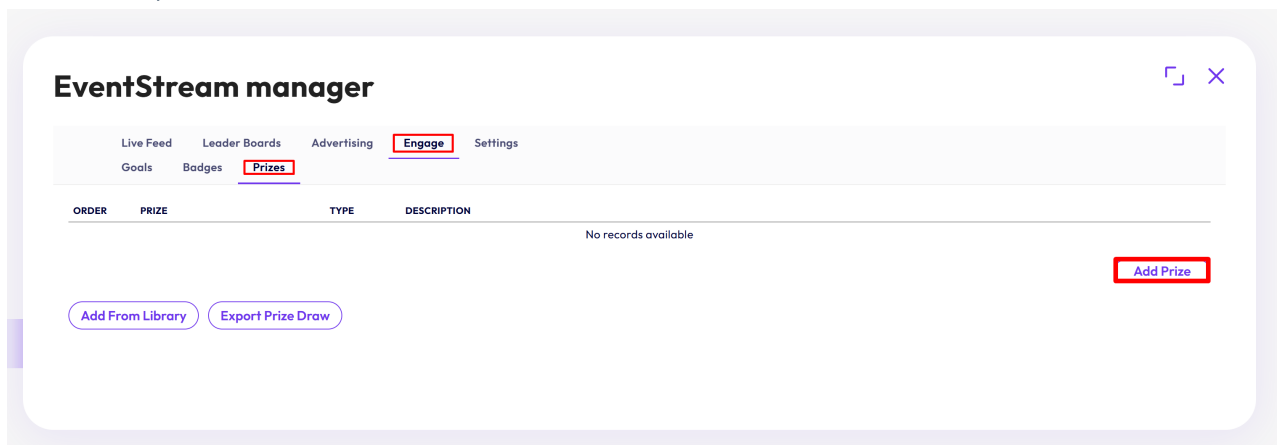 EventStream manager
Live Feed Leader Boards Advertising Engage Settings
Goals Badges Prizes
ORDER PRIZE TYPE DESCRIPTION
No records available
Add Prize
Add From Library Export Prize Draw